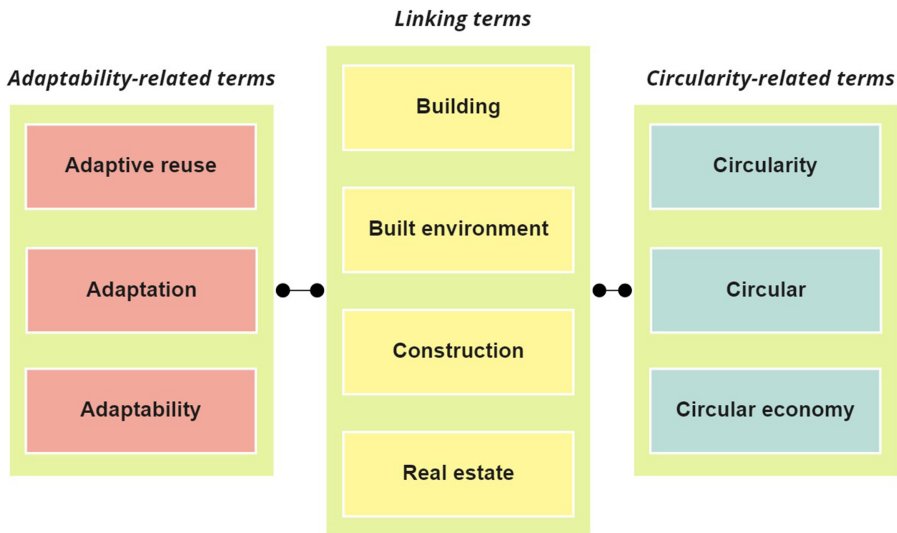 Linking terms
Adaptability-related terms
Circularity-related terms
Adaptive reuse
Adaptation
Adaptability
Building
Built environment
Construction
Real estate
Circularity
Circular
Circular economy